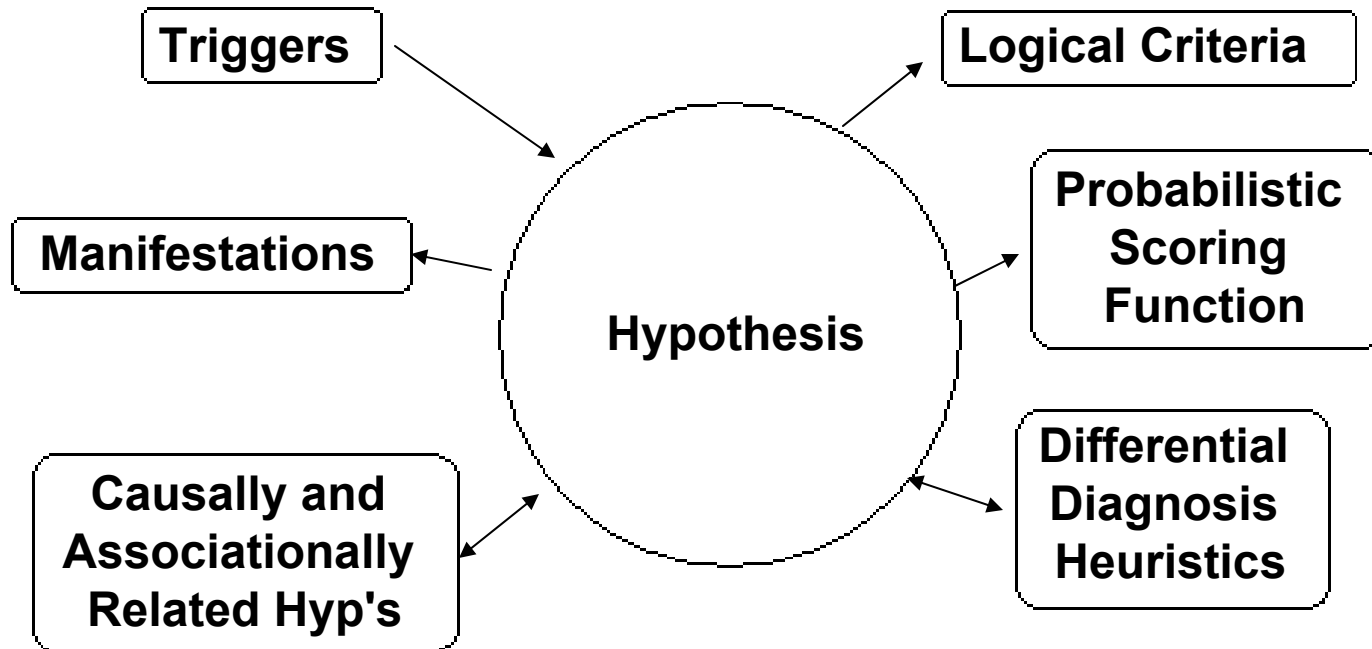 Triggers
Logical Criteria
Manifestations
Probabilistic
Scoring
Function
Hypothesis
Causally and
Associationally
Related Hyp's
Differential
Diagnosis
Heuristics